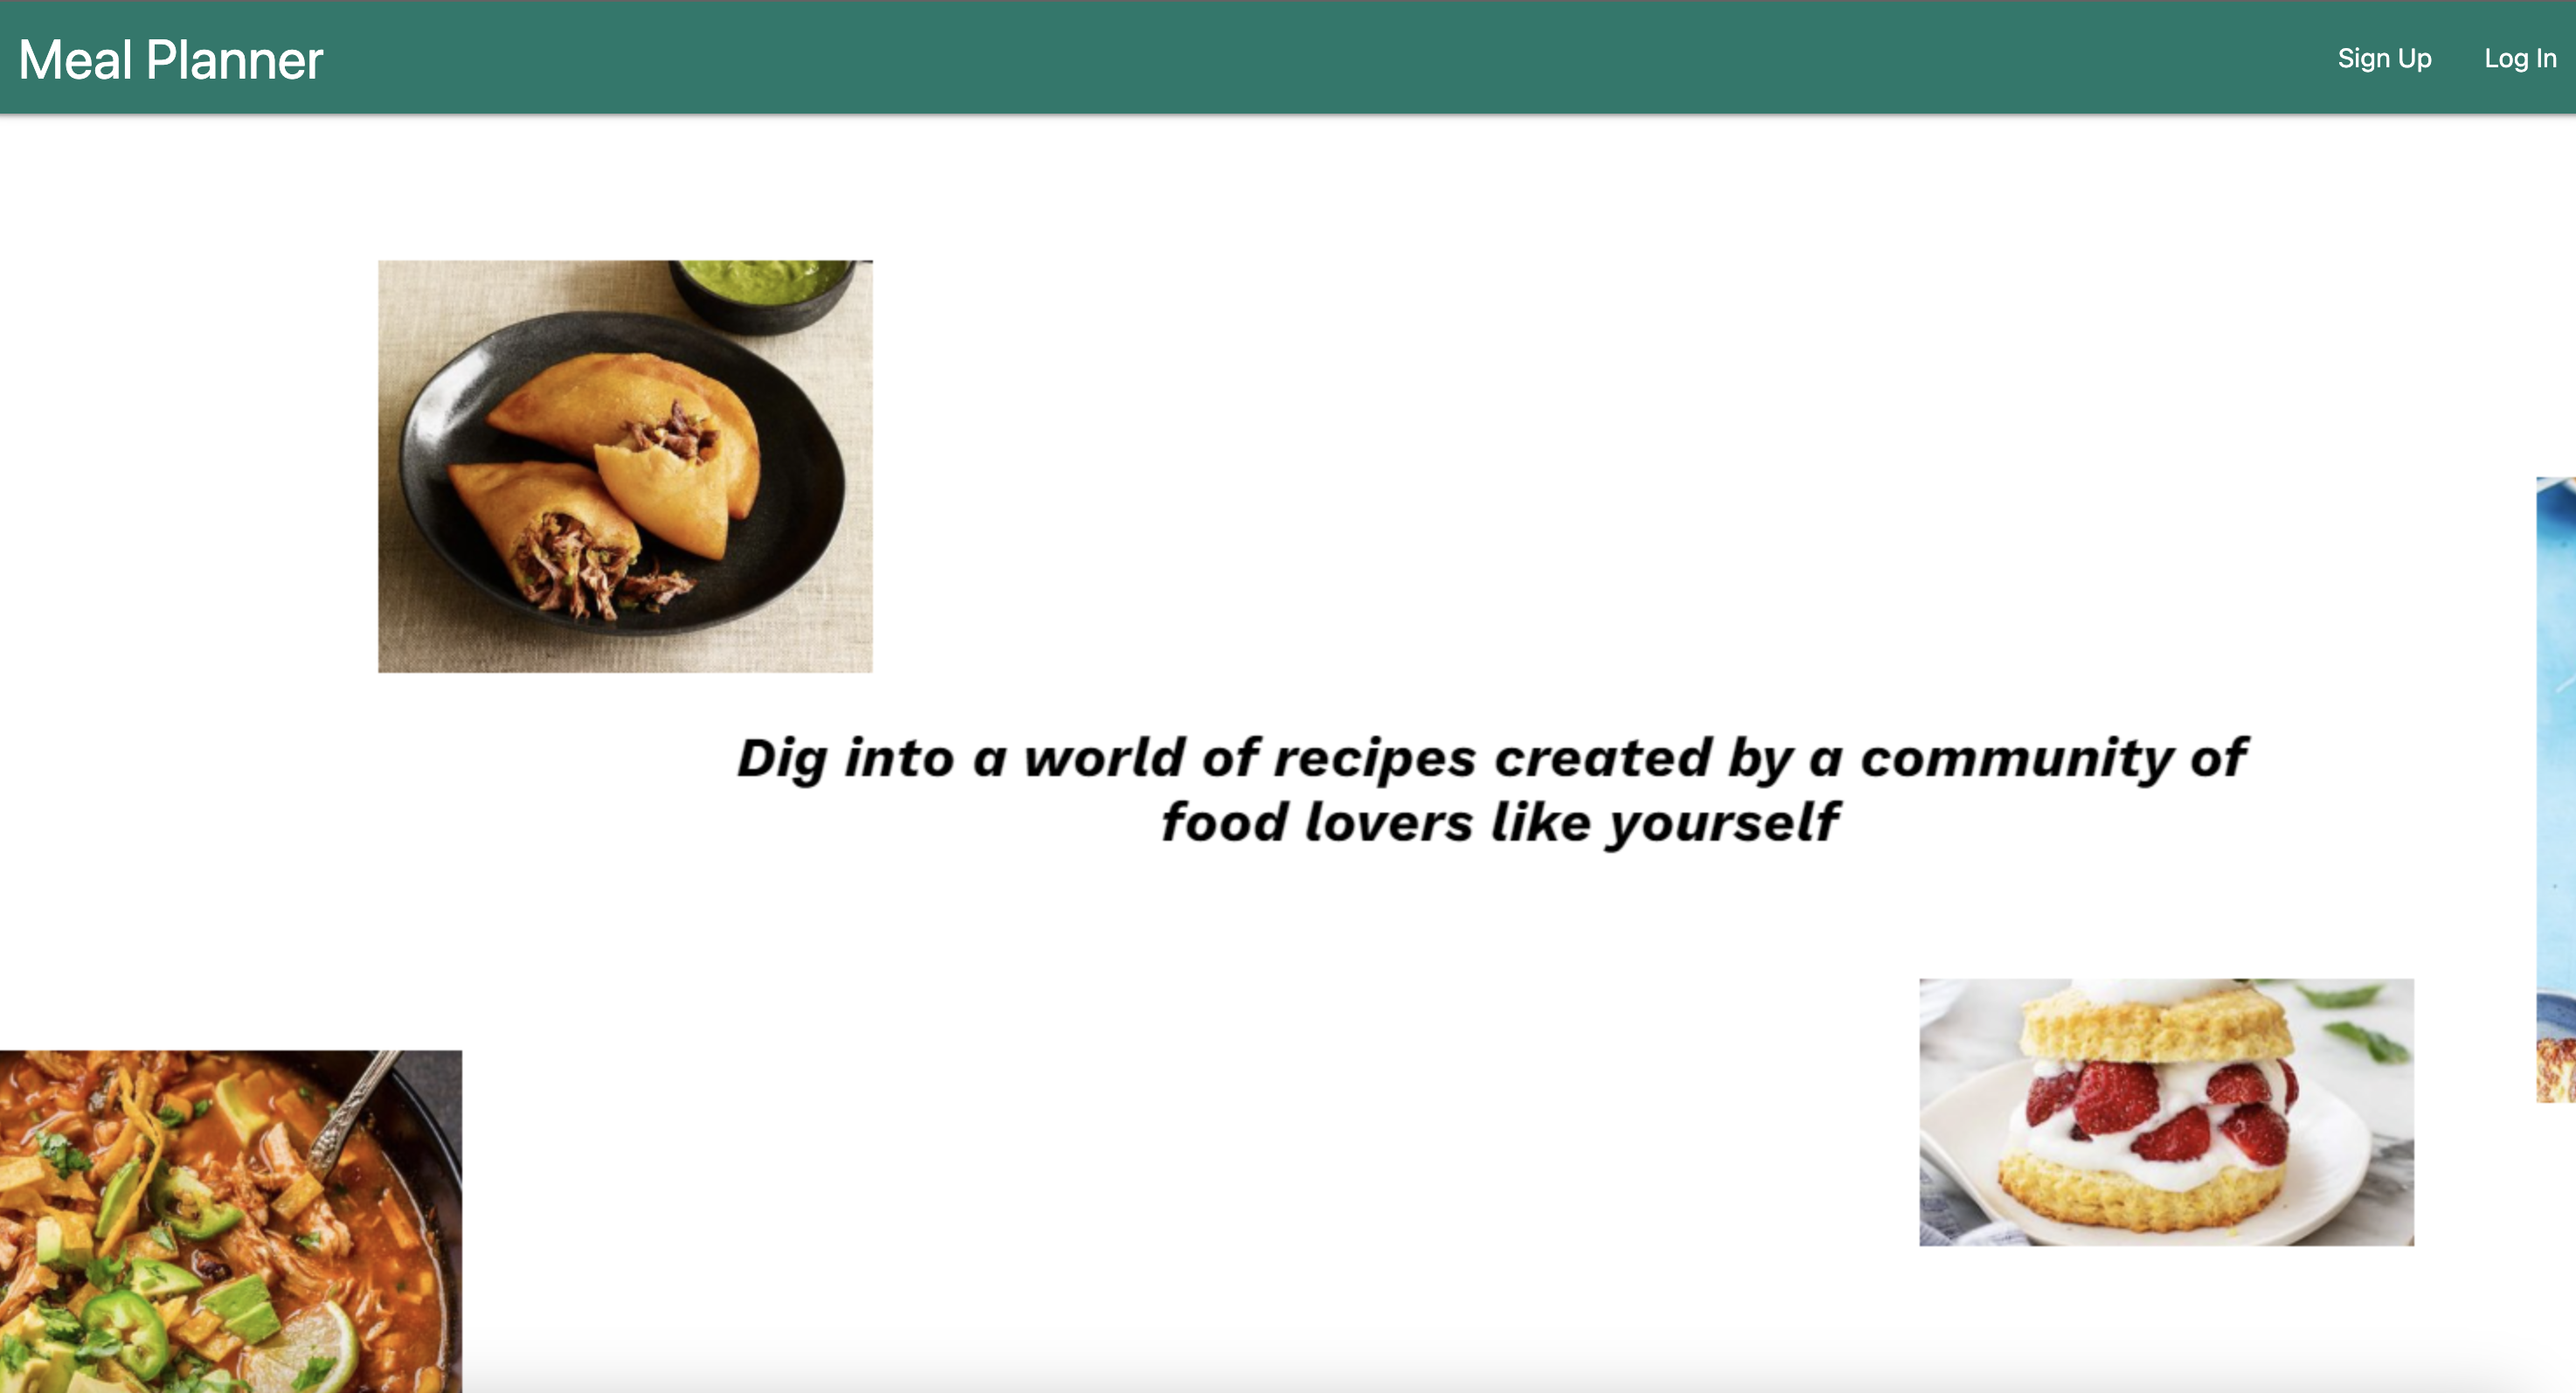 Meal Planner
Sign Up
Log In
Dig into a world of recipes created by a community of
food lovers like yourself